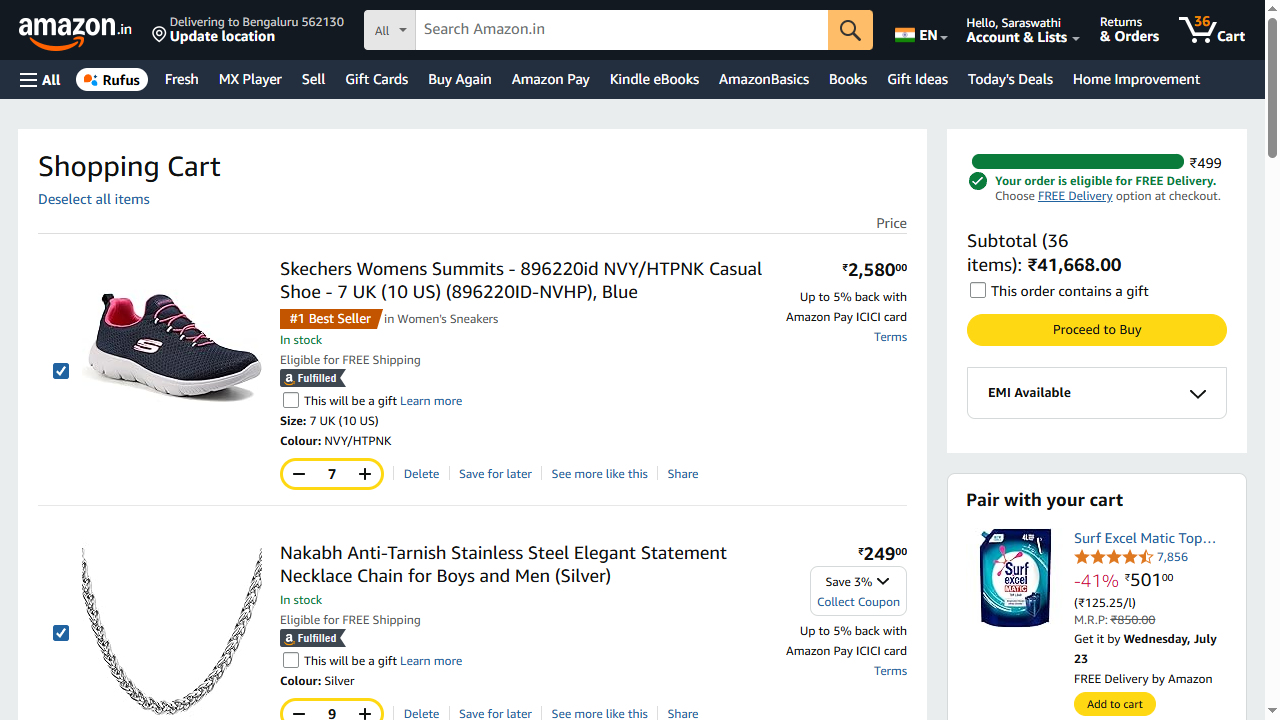 amazon.in
Delivering to Bengaluru 562130
Update location
All
Search Amazon.in
EN
Hello, Saraswathi
Account & Lists
Returns
& Orders
36
Cart
All
Rufus
Fresh
MX Player
Sell
Gift Cards
Buy Again
Amazon Pay
Kindle eBooks
AmazonBasics
Books
Gift Ideas
Today's Deals
Home Improvement
Shopping Cart
Deselect all items
Price
Skechers Womens Summits - 896220id NVY/HTPNK Casual
Shoe - 7 UK (10 US) (896220ID-NVHP), Blue
#1 Best Seller in Women's Sneakers
In stock
Eligible for FREE Shipping
a Fulfilled
This will be a gift Learn more
Size: 7 UK (10 US)
Colour: NVY/HTPNK
7
Delete
Save for later
See more like this
Share
₹2,580⁰⁰
Up to 5% back with
Amazon Pay ICICI card
Terms
Nakabh Anti-Tarnish Stainless Steel Elegant Statement
Necklace Chain for Boys and Men (Silver)
In stock
Eligible for FREE Shipping
a Fulfilled
This will be a gift Learn more
Colour: Silver
9
Delete
Save for later
See more like this
Share
₹249⁰⁰
Save 3%
Collect Coupon
Up to 5% back with
Amazon Pay ICICI card
Terms
₹499
Your order is eligible for FREE Delivery.
Choose FREE Delivery option at checkout.
Subtotal (36
items): ₹41,668.00
This order contains a gift
Proceed to Buy
EMI Available
Pair with your cart
Surf
excel
MATIC
4L
Surf Excel Matic Top…
7,856
-41% ₹501⁰⁰
(₹125.25/l)
M.R.P: ₹850.00
Get it by Wednesday, July
23
FREE Delivery by Amazon
Add to cart